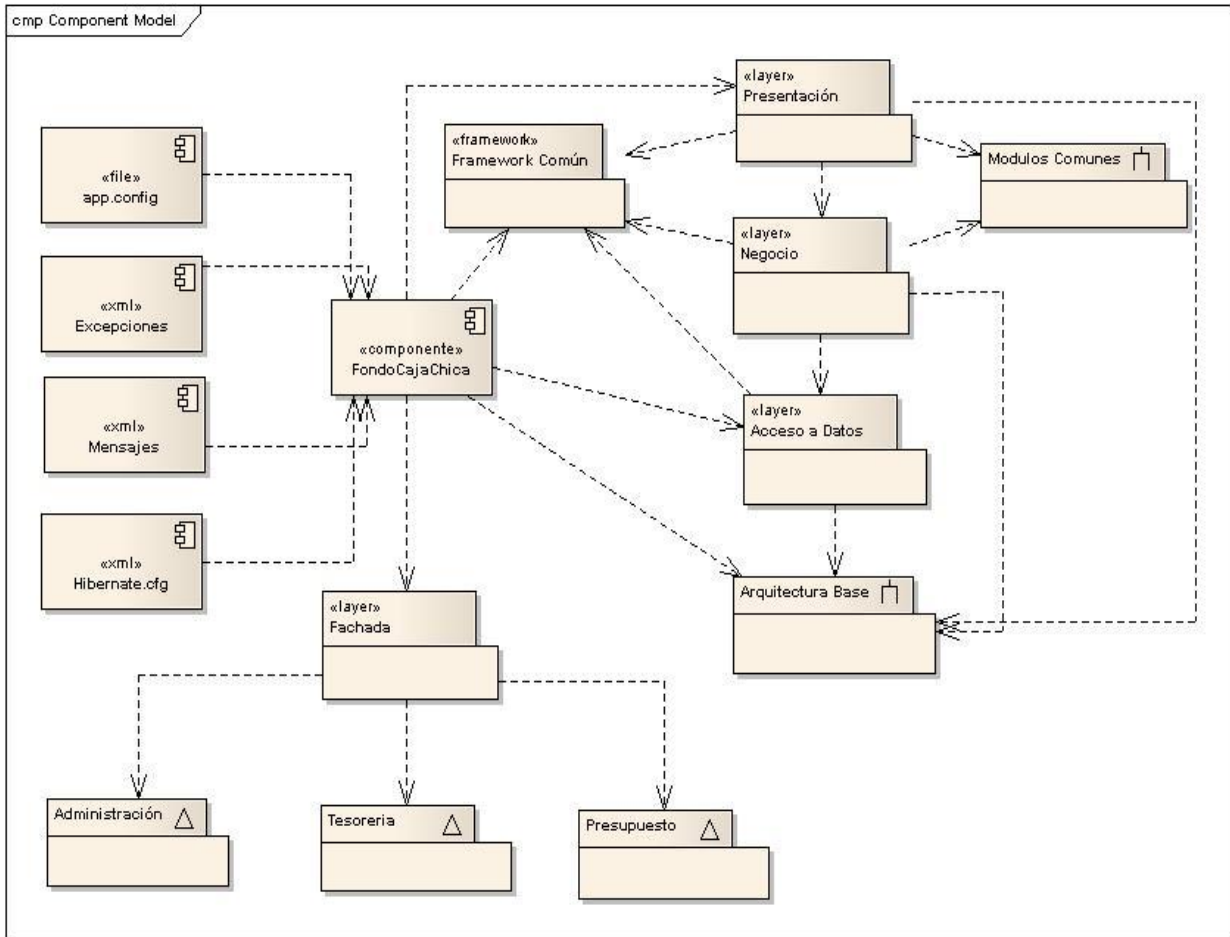 cmp Component Model
«layer»
Presentación
«framework»
Framework Común
Modulos Comunes
«file»
app.config
«layer»
Negocio
«xml»
Excepciones
«componente»
FondoCajaChica
«xml»
Mensajes
«layer»
Acceso a Datos
«xml»
Hibernate.cfg
Arquitectura Base
«layer»
Fachada
Administración
Tesoreria
Presupuesto